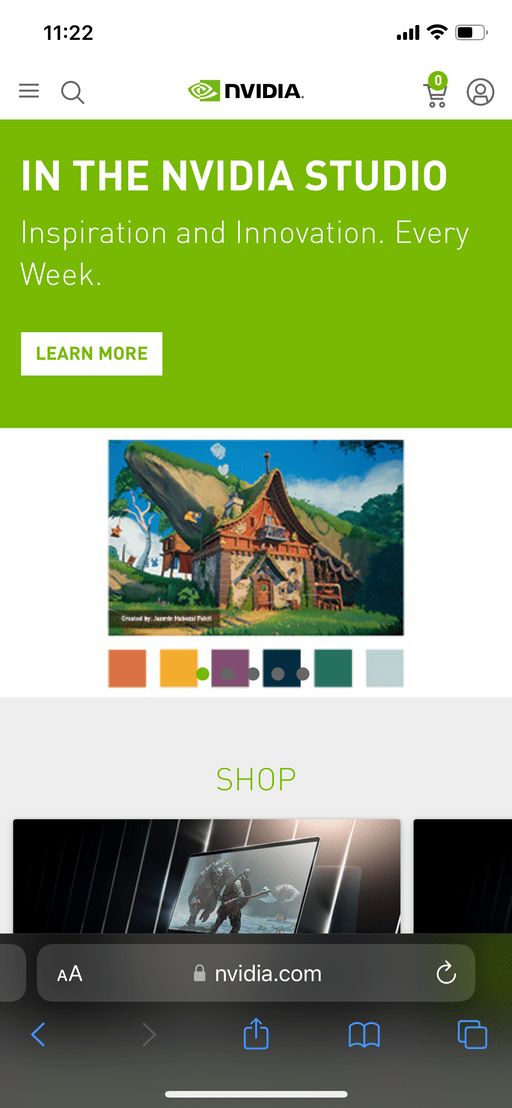 11:22
0
nVIDIA.
IN THE NVIDIA STUDIO
Inspiration and Innovation. Every
Week.
LEARN MORE
Created by: Jasmin Habezai Fekri
SHOP
AA
nvidia.com